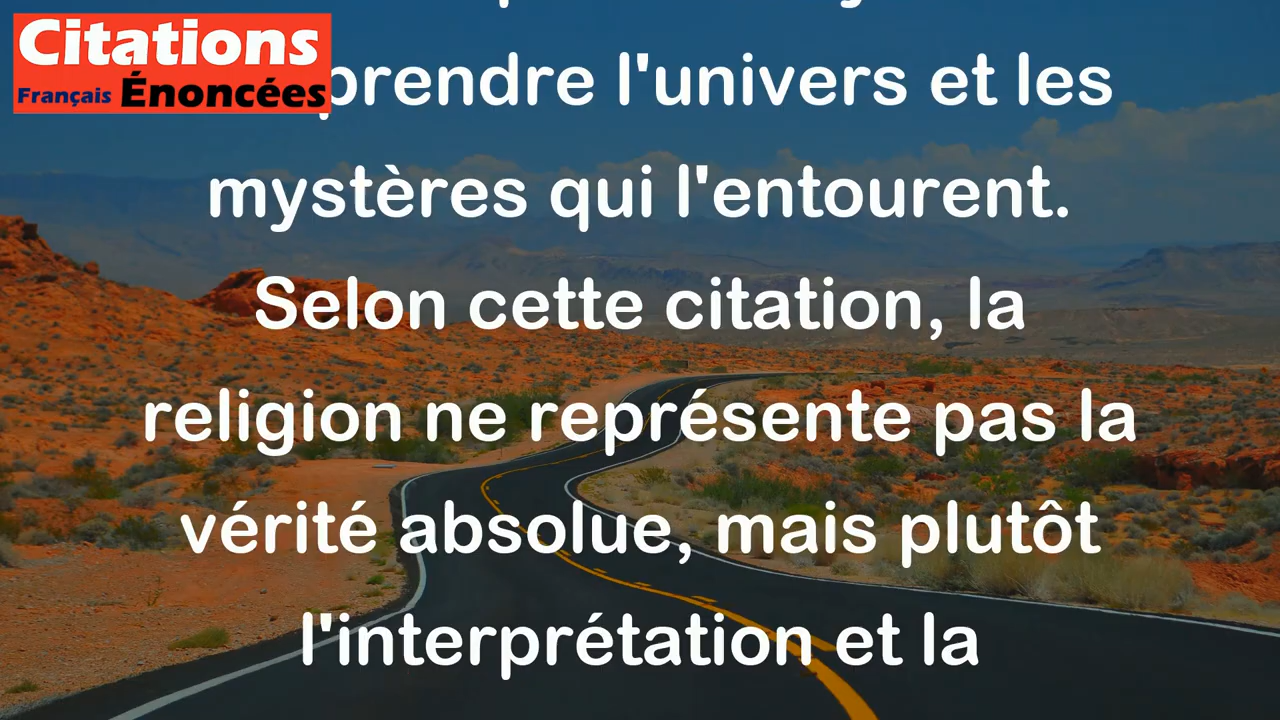 Citations
Français Énoncées
prendre l'univers et les
mystères qui l'entourent.
Selon cette citation, la
religion ne représente pas la
vérité absolue, mais plutôt
l'interprétation et la